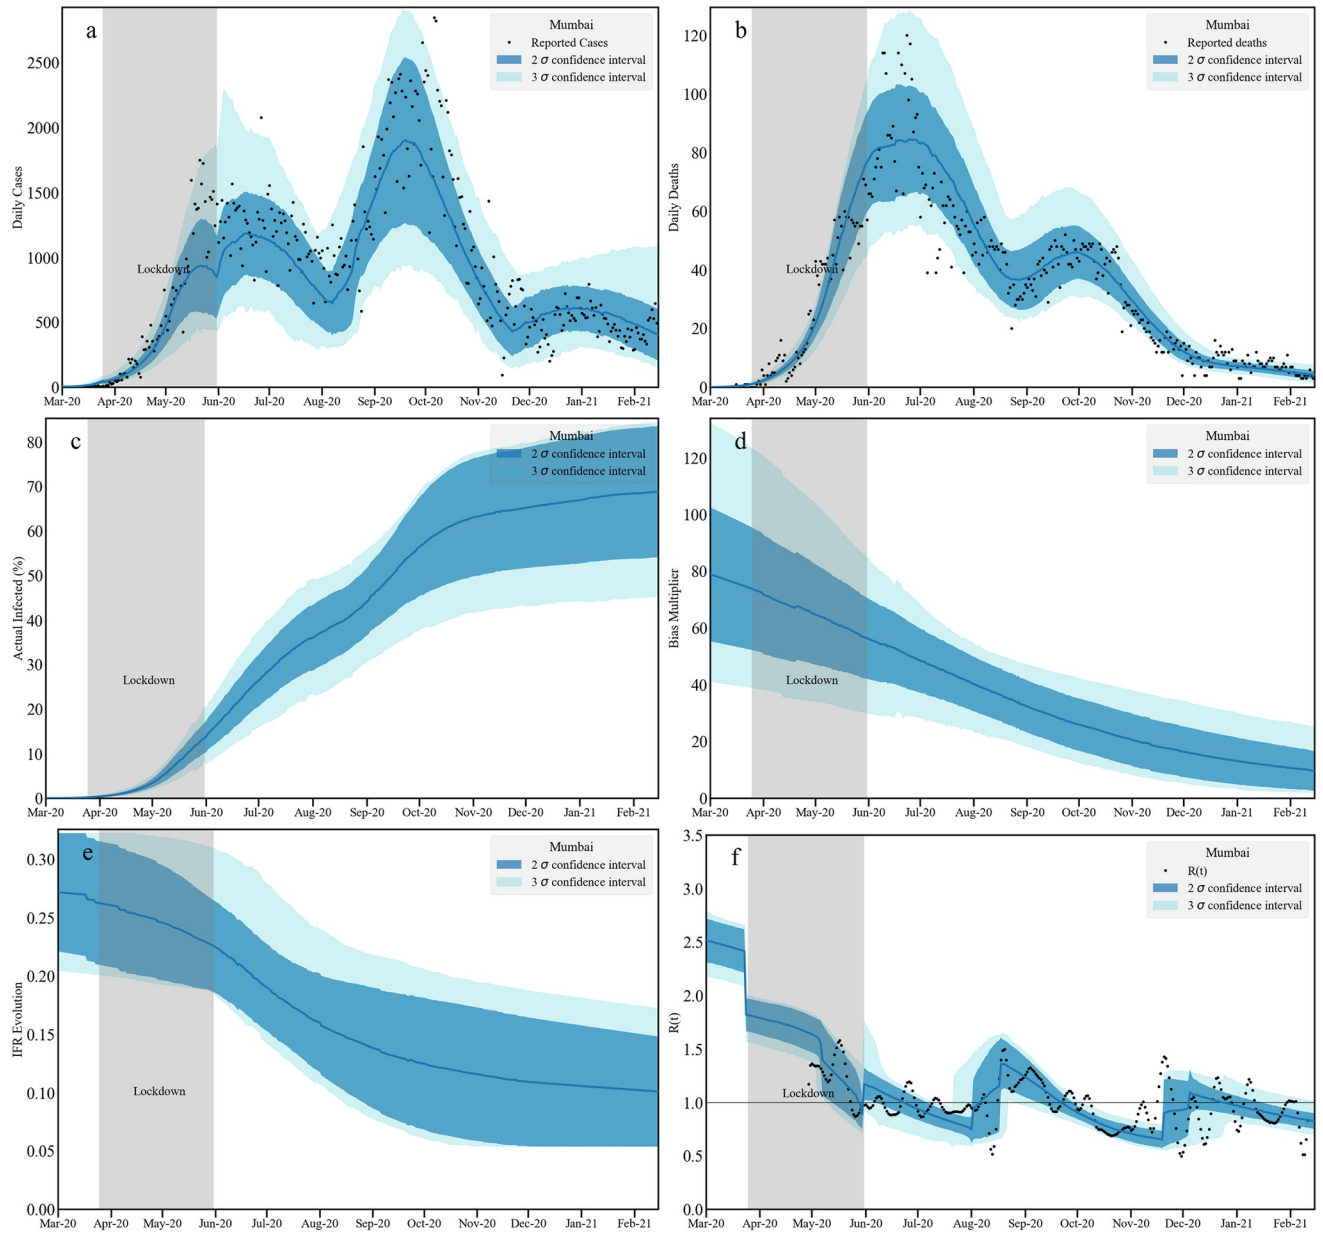 a
Mumbai
Reported Cases
2 σ confidence interval
3 σ confidence interval
Daily Cases
2500
2000
1500
1000
500
0
Lockdown
Mar-20 Apr-20 May-20 Jun-20 Jul-20 Aug-20 Sep-20 Oct-20 Nov-20 Dec-20 Jan-21 Feb-21
b
Mumbai
Reported deaths
2 σ confidence interval
3 σ confidence interval
Daily Deaths
120
100
80
60
40
20
0
Lockdown
Mar-20 Apr-20 May-20 Jun-20 Jul-20 Aug-20 Sep-20 Oct-20 Nov-20 Dec-20 Jan-21 Feb-21
c
Mumbai
2 σ confidence interval
3 σ confidence interval
Actual Infected (%)
80
70
60
50
40
30
20
10
0
Lockdown
Mar-20 Apr-20 May-20 Jun-20 Jul-20 Aug-20 Sep-20 Oct-20 Nov-20 Dec-20 Jan-21 Feb-21
d
Mumbai
2 σ confidence interval
3 σ confidence interval
Bias Multiplier
120
100
80
60
40
20
0
Lockdown
Mar-20 Apr-20 May-20 Jun-20 Jul-20 Aug-20 Sep-20 Oct-20 Nov-20 Dec-20 Jan-21 Feb-21
e
Mumbai
2 σ confidence interval
3 σ confidence interval
IFR Evolution
0.30
0.25
0.20
0.15
0.10
0.05
0.00
Lockdown
Mar-20 Apr-20 May-20 Jun-20 Jul-20 Aug-20 Sep-20 Oct-20 Nov-20 Dec-20 Jan-21 Feb-21
f
Mumbai
R(t)
2 σ confidence interval
3 σ confidence interval
R(t)
3.5
3.0
2.5
2.0
1.5
1.0
0.5
0.0
Lockdown
Mar-20 Apr-20 May-20 Jun-20 Jul-20 Aug-20 Sep-20 Oct-20 Nov-20 Dec-20 Jan-21 Feb-21